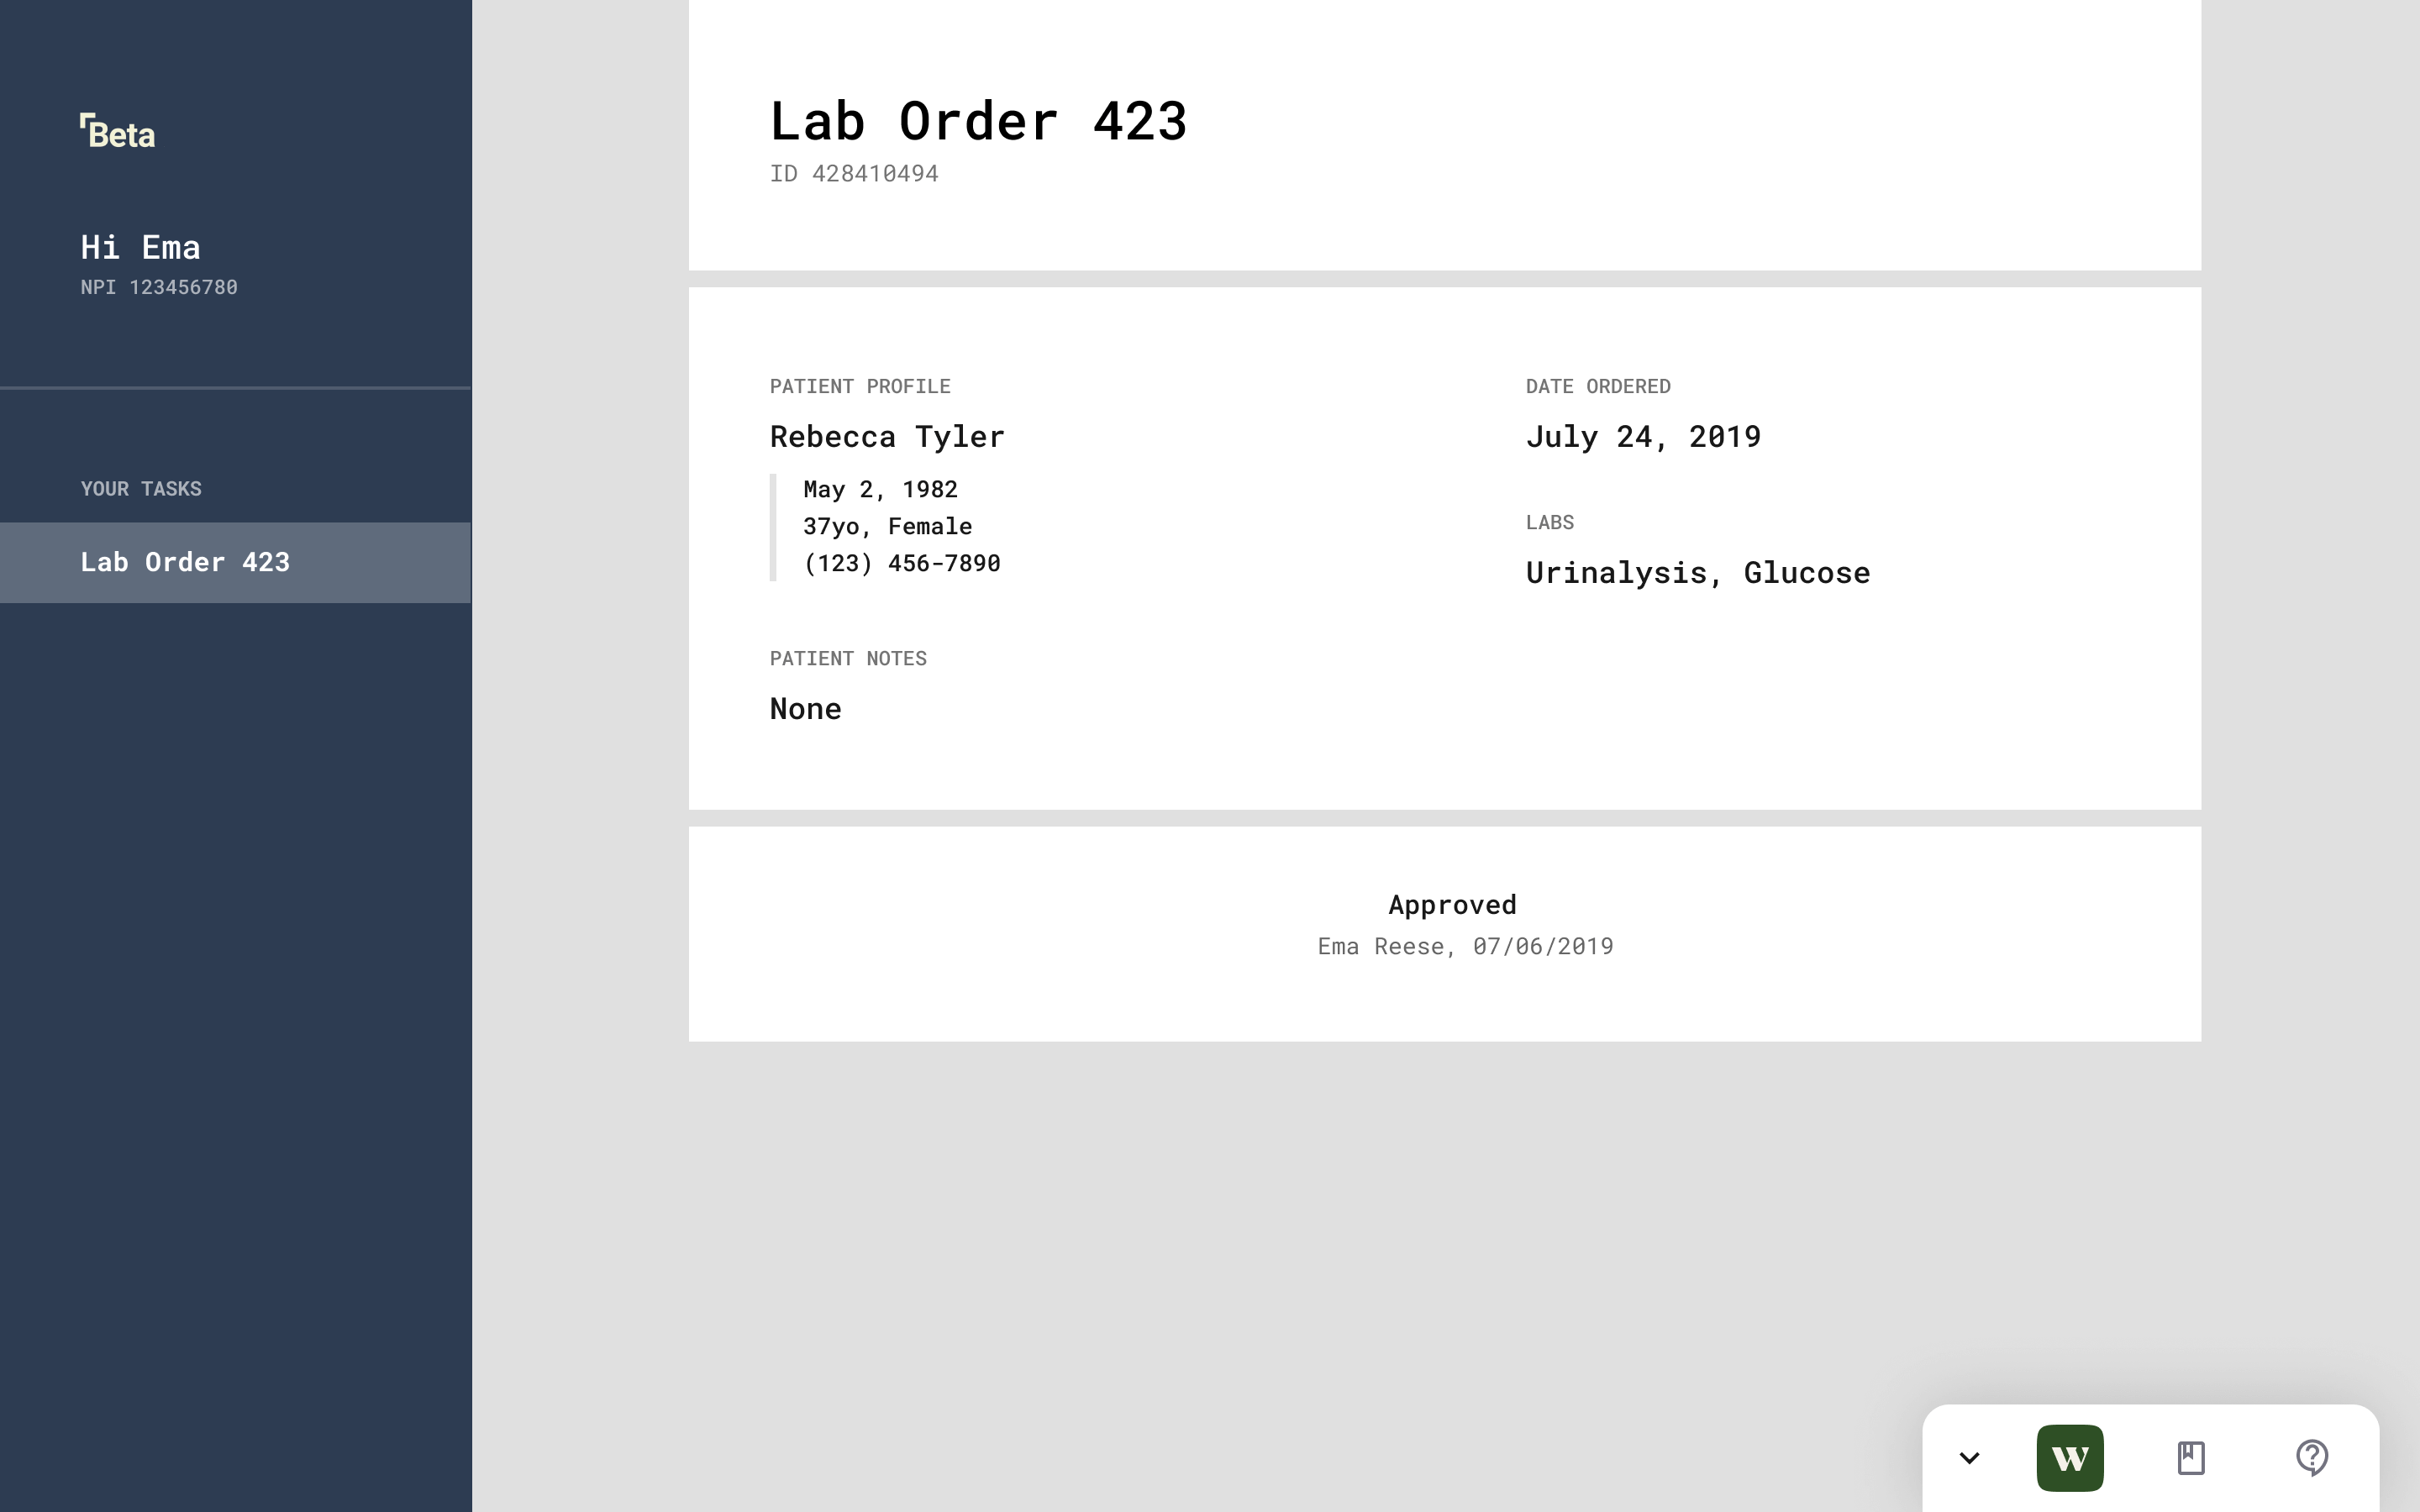 Beta
Hi Ema
NPI 123456780
YOUR TASKS
Lab Order 423
Lab Order 423
ID 428410494
PATIENT PROFILE
Rebecca Tyler
May 2, 1982
37yo, Female
(123) 456-7890
PATIENT NOTES
None
DATE ORDERED
July 24, 2019
LABS
Urinalysis, Glucose
Approved
Ema Reese, 07/06/2019
W